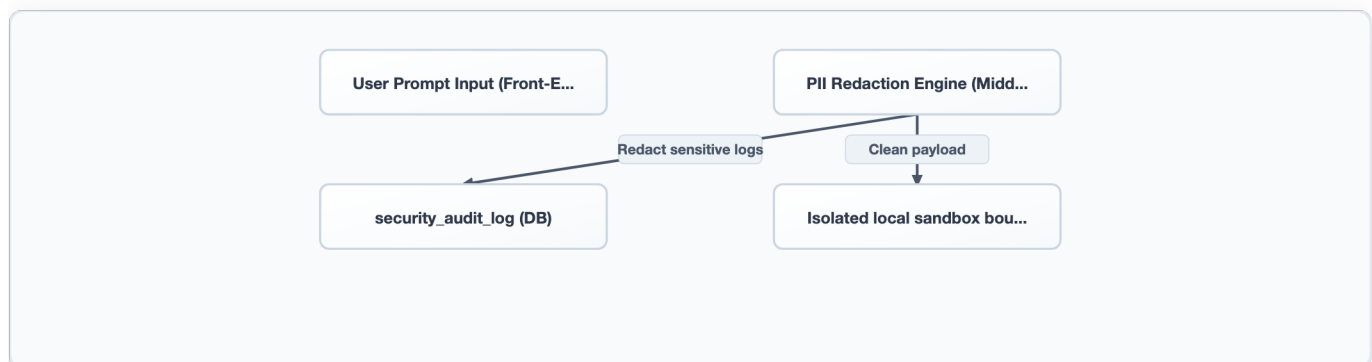 User Prompt Input (Front-E...
PII Redaction Engine (Midd...
Redact sensitive logs
Clean payload
security_audit_log (DB)
Isolated local sandbox bou...